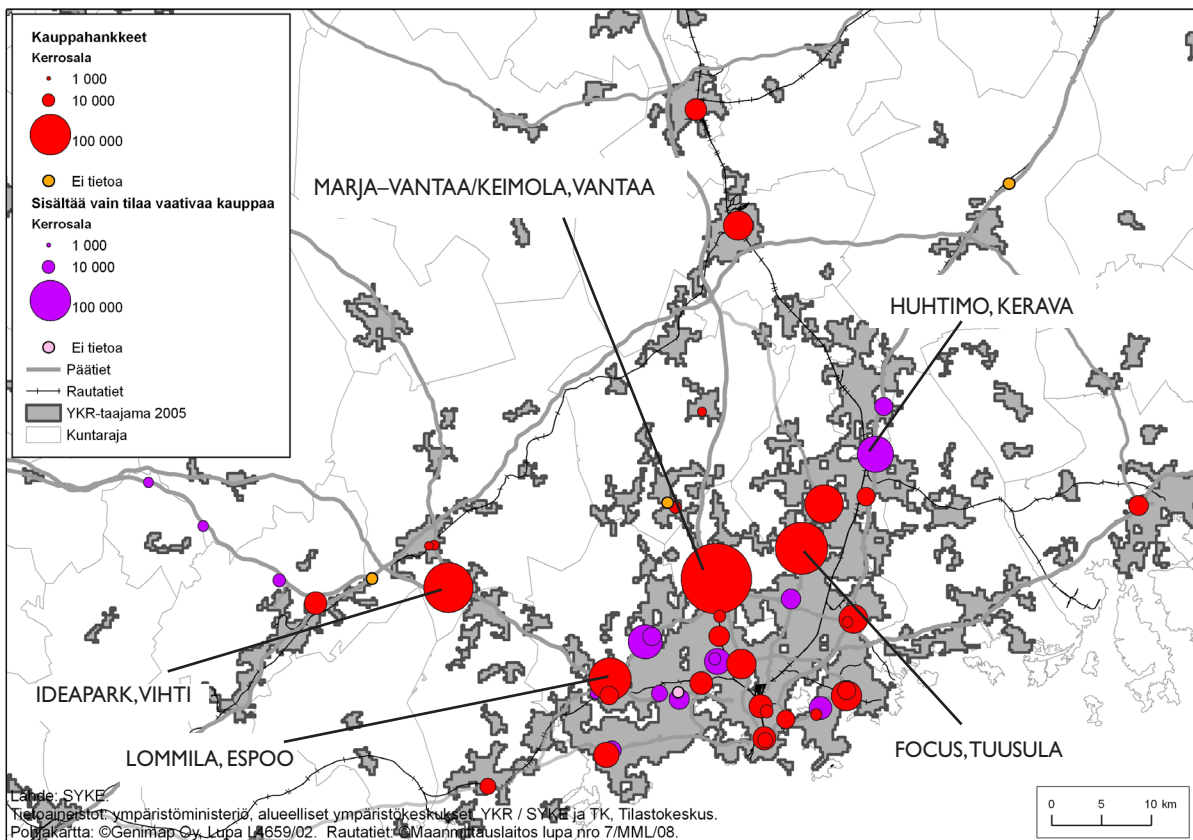 Kauppahankkeet
Kerrosala
1 000
10 000
100 000
Ei tietoa
Sisältää vain tilaa vaativaa kauppaa
Kerrosala
1 000
10 000
100 000
Ei tietoa
Päätiet
Rautatiet
YKR-taajama 2005
Kuntaraja
MARJA–VANTAA/KEIMOLA, VANTAA
HUHTIMO, KERAVA
IDEAPARK, VIHTI
LOMMILA, ESPOO
FOCUS, TUUSULA
Lähde: SYKE.
Tietoaineistot: ympäristöministeriö, alueelliset ympäristökeskukset, YKR / SYKE ja TK, Tilastokeskus.
Pohjakartta: ©Genimap Oy, Lupa L4659/02. Rautatiet: ©Maanmittauslaitos lupa nro 7/MML/08.
0 5 10 km